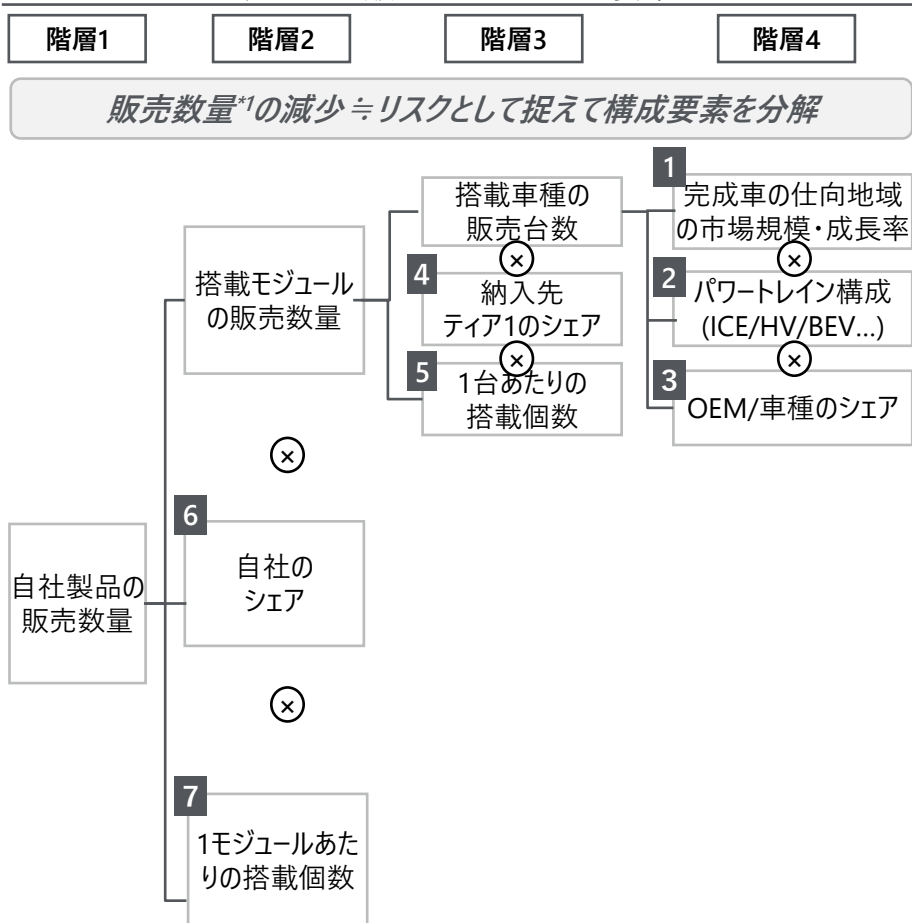 階層1
階層2
階層3
階層4
販売数量*1の減少≒リスクとして捉えて構成要素を分解
自社製品の
販売数量
搭載モジュール
の販売数量
×
6
自社の
シェア
×
7
1モジュールあた
りの搭載個数
搭載車種の
販売台数
×
4
納入先
ティア1のシェア
×
5
1台あたりの
搭載個数
1
完成車の仕向地域
の市場規模・成長率
×
2
パワートレイン構成
(ICE/HV/BEV...)
×
3
OEM/車種のシェア